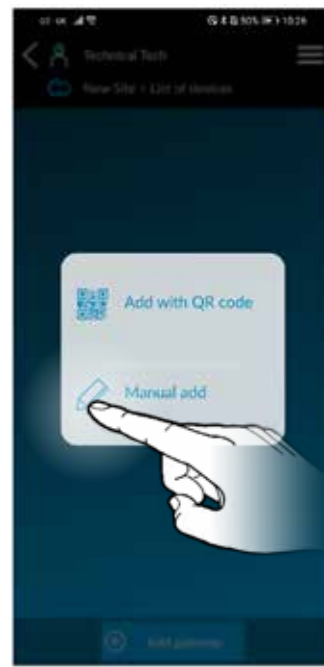 Technical Tech
New Site > List of devices
Add with QR code
Manual add
Add gateway